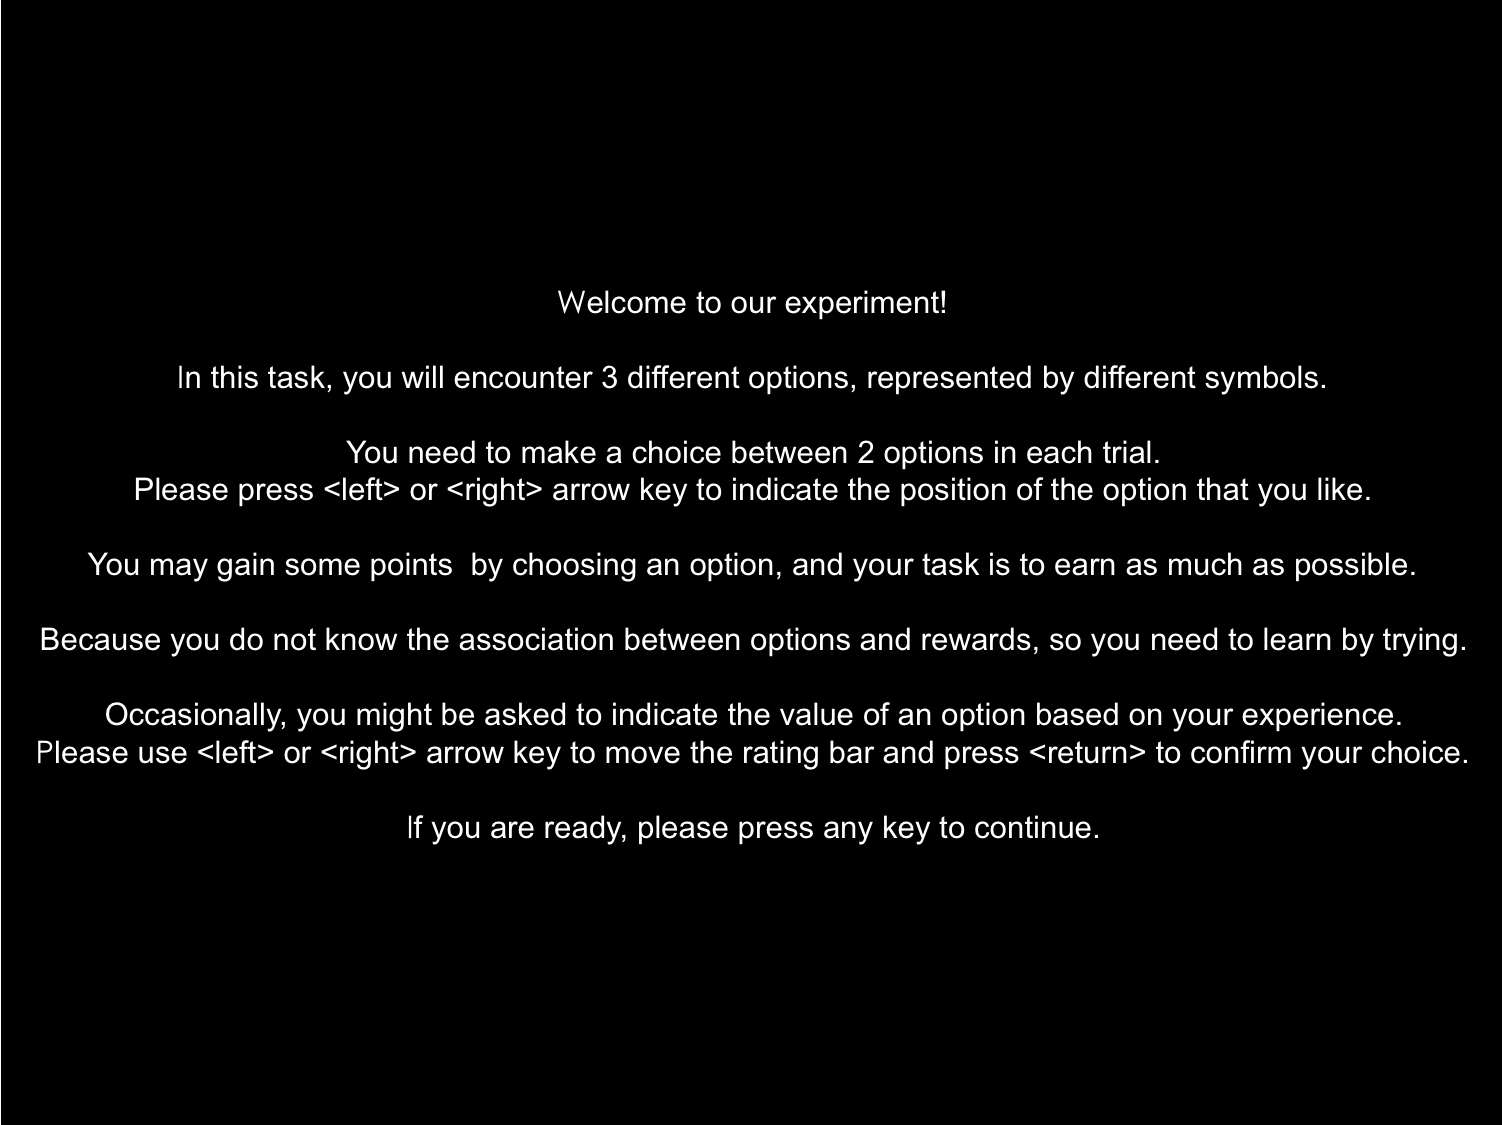 Welcome to our experiment!
In this task, you will encounter 3 different options, represented by different symbols.
You need to make a choice between 2 options in each trial.
Please press <left> or <right> arrow key to indicate the position of the option that you like.
You may gain some points  by choosing an option, and your task is to earn as much as possible.
Because you do not know the association between options and rewards, so you need to learn by trying.
Occasionally, you might be asked to indicate the value of an option based on your experience.
Please use <left> or <right> arrow key to move the rating bar and press <return> to confirm your choice.
If you are ready, please press any key to continue.